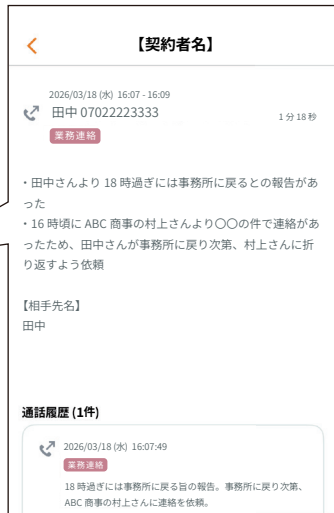 【契約者名】
2026/03/18 (水) 16:07 - 16:09
田中 07022223333
1 分 18 秒
業務連絡
・田中さんより 18 時過ぎには事務所に戻るとの報告があ
った
・16 時頃に ABC 商事の村上さんより〇〇の件で連絡があ
ったため、田中さんが事務所に戻り次第、村上さんに折
り返すよう依頼
【相手先名】
田中
通話履歴 (1件)
2026/03/18 (水) 16:07:49
業務連絡
18 時過ぎには事務所に戻る旨の報告。事務所に戻り次第、
ABC 商事の村上さんに連絡を依頼。